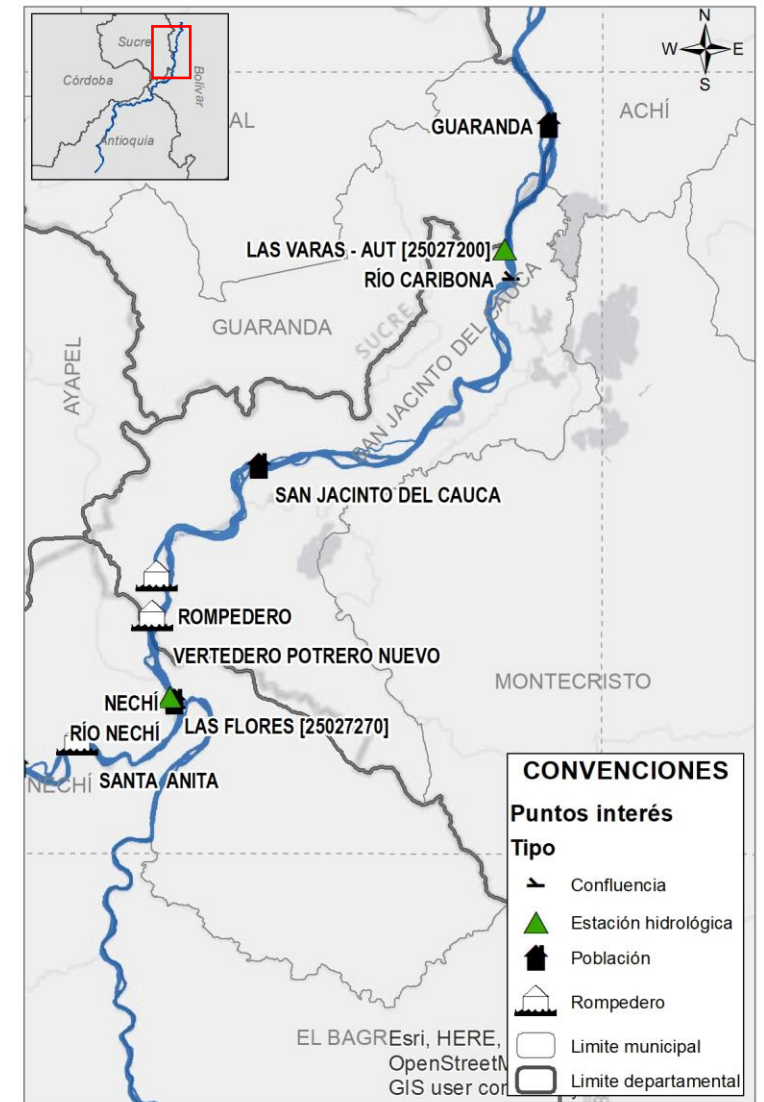 Sucre
Córdoba
Bolivar
Antioquia
N
W
E
S
AL
ACHÍ
GUARANDA
LAS VARAS - AUT [25027200]
RÍO CARIBONA
GUARANDA
SUCRE
SAN JACINTO DEL CAUCA
AYAPEL
SAN JACINTO DEL CAUCA
ROMPEDERO
VERTEDERO POTRERO NUEVO
MONTECRISTO
NECHÍ
LAS FLORES [25027270]
RÍO NECHÍ
NECHÍ
SANTA ANITA
CONVENCIONES
Puntos interés
Tipo
Confluencia
Estación hidrológica
Población
Rompedero
Limite municipal
Limite departamental
EL BAGRE
Esri, HERE,
OpenStreetM
GIS user cor